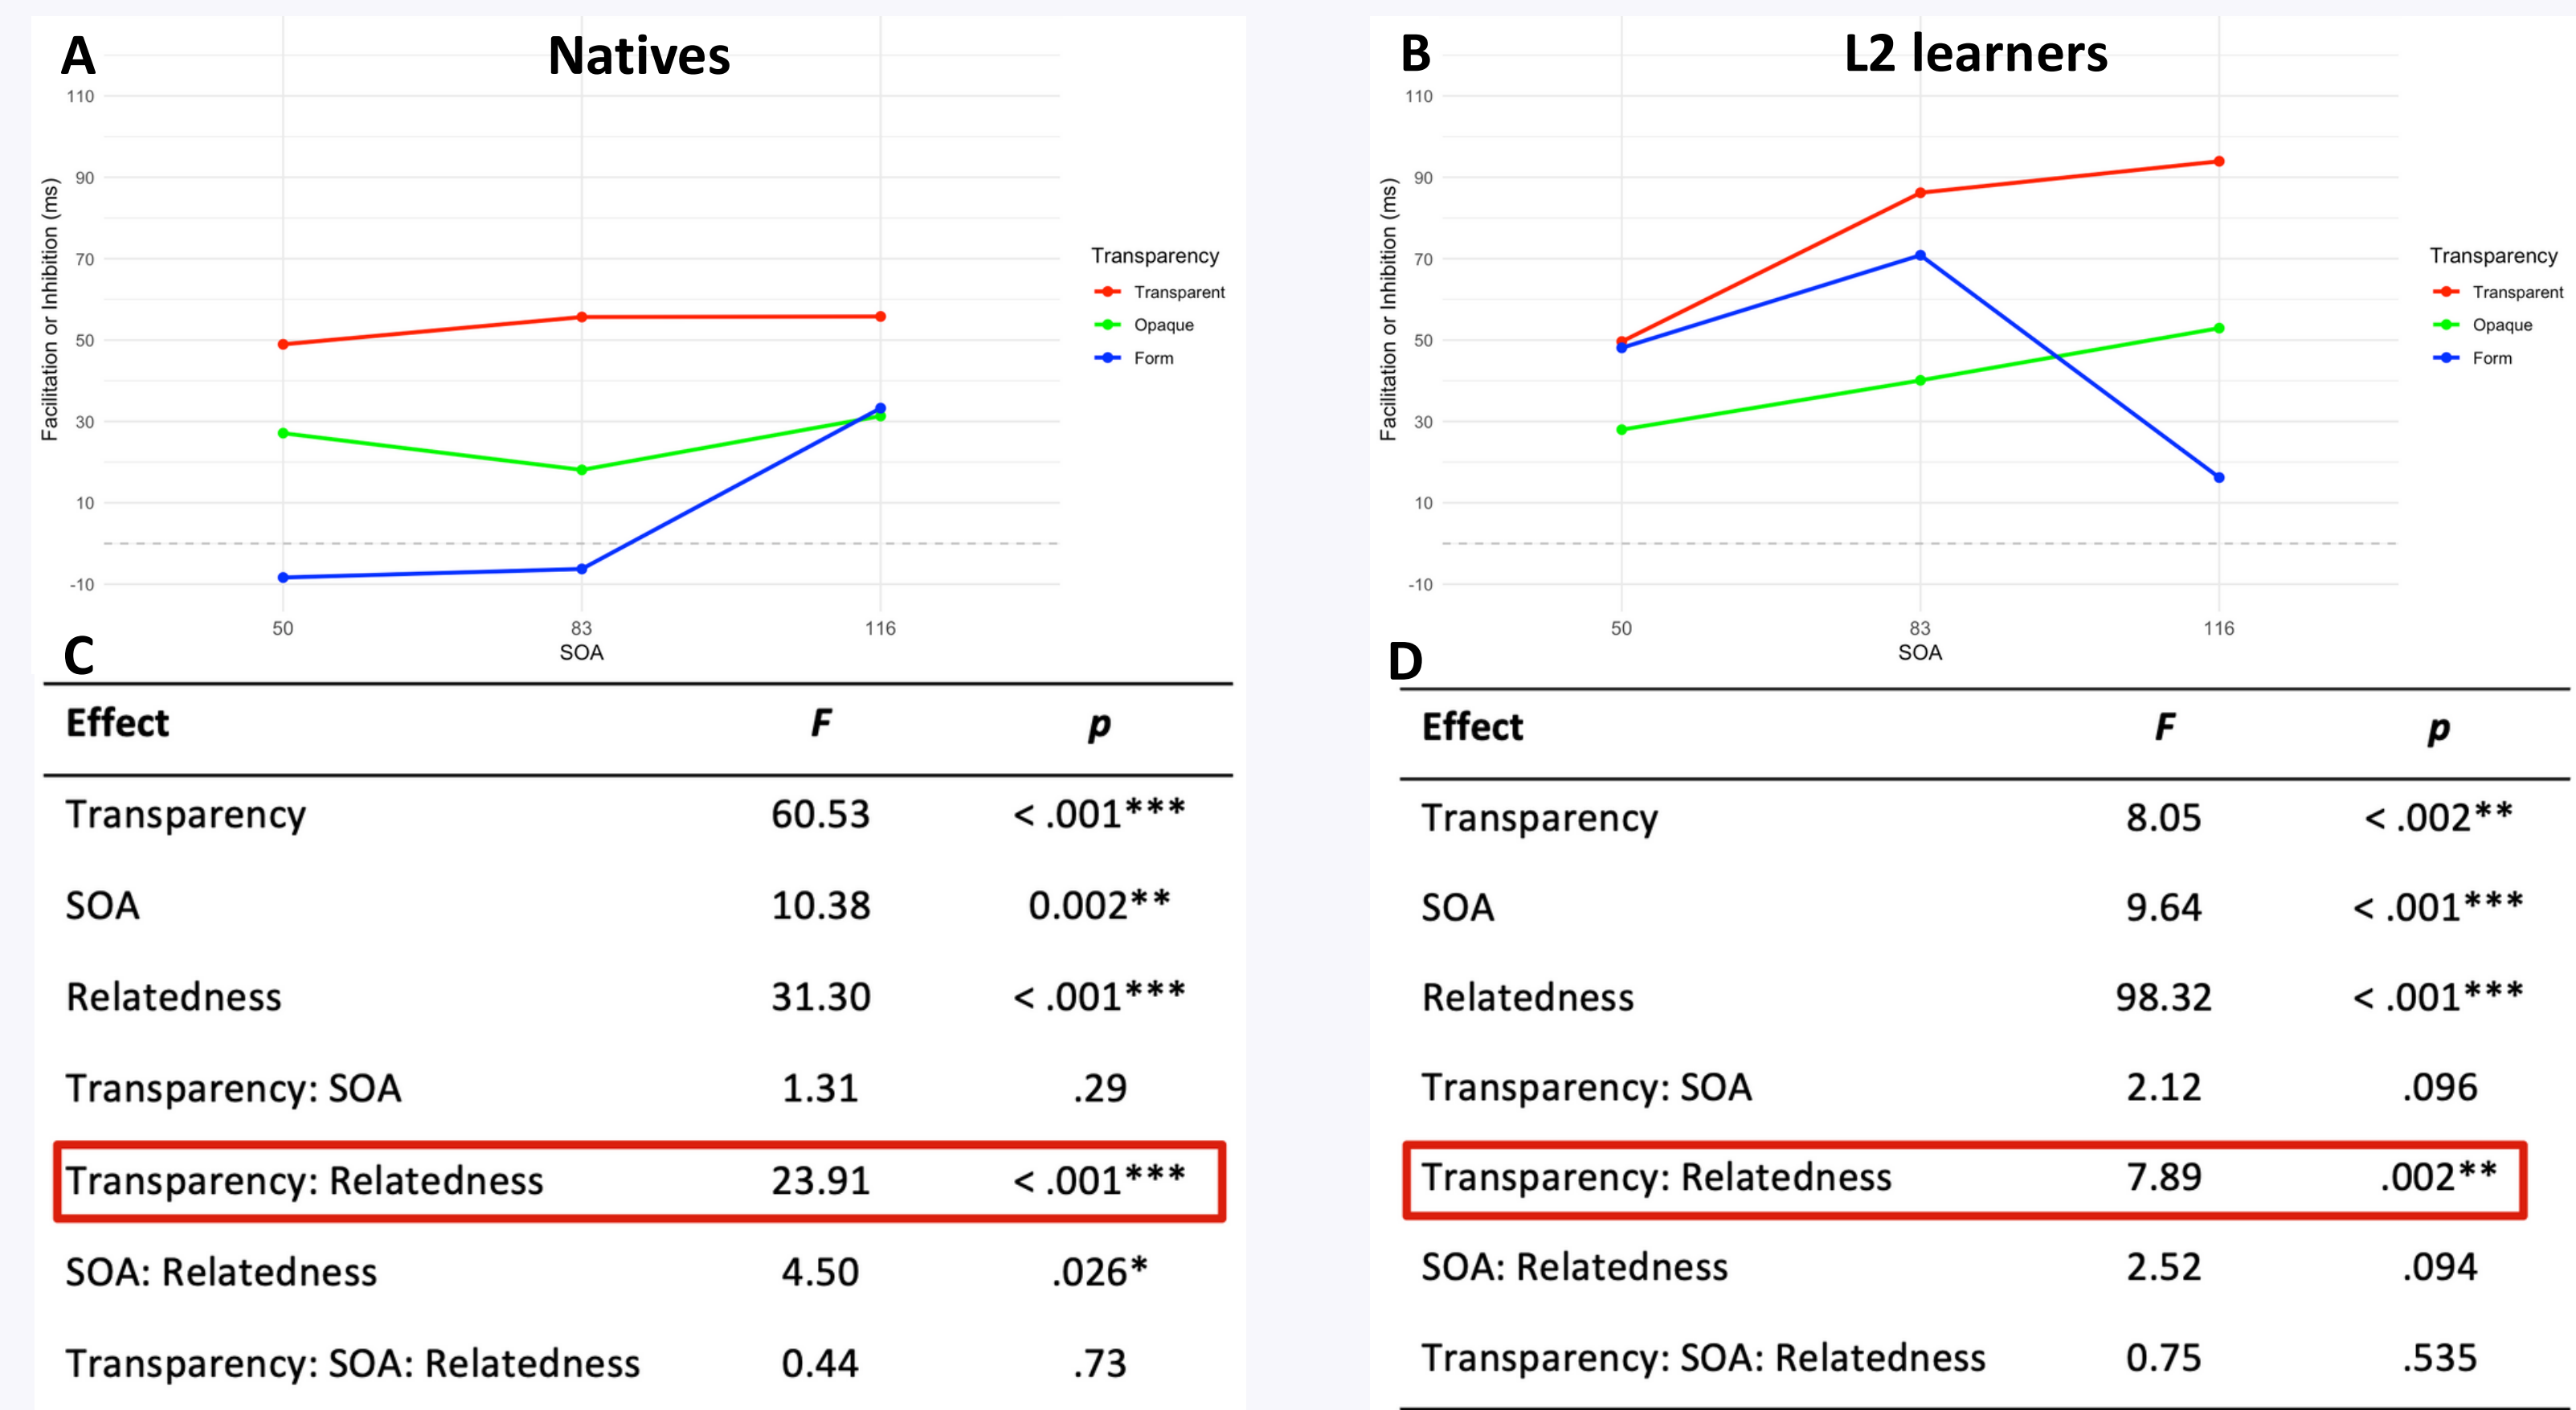 A
Natives
110
90
70
50
30
10
-10
Facilitation or Inhibition (ms)
50 83 116
SOA
Transparency
Transparent
Opaque
Form
B
L2 learners
110
90
70
50
30
10
-10
Facilitation or Inhibition (ms)
50 83 116
SOA
Transparency
Transparent
Opaque
Form
C
Effect F p
Transparency 60.53 < .001***
SOA 10.38 0.002**
Relatedness 31.30 < .001***
Transparency: SOA 1.31 .29
Transparency: Relatedness 23.91 < .001***
SOA: Relatedness 4.50 .026*
Transparency: SOA: Relatedness 0.44 .73
D
Effect F p
Transparency 8.05 < .002**
SOA 9.64 < .001***
Relatedness 98.32 < .001***
Transparency: SOA 2.12 .096
Transparency: Relatedness 7.89 .002**
SOA: Relatedness 2.52 .094
Transparency: SOA: Relatedness 0.75 .535